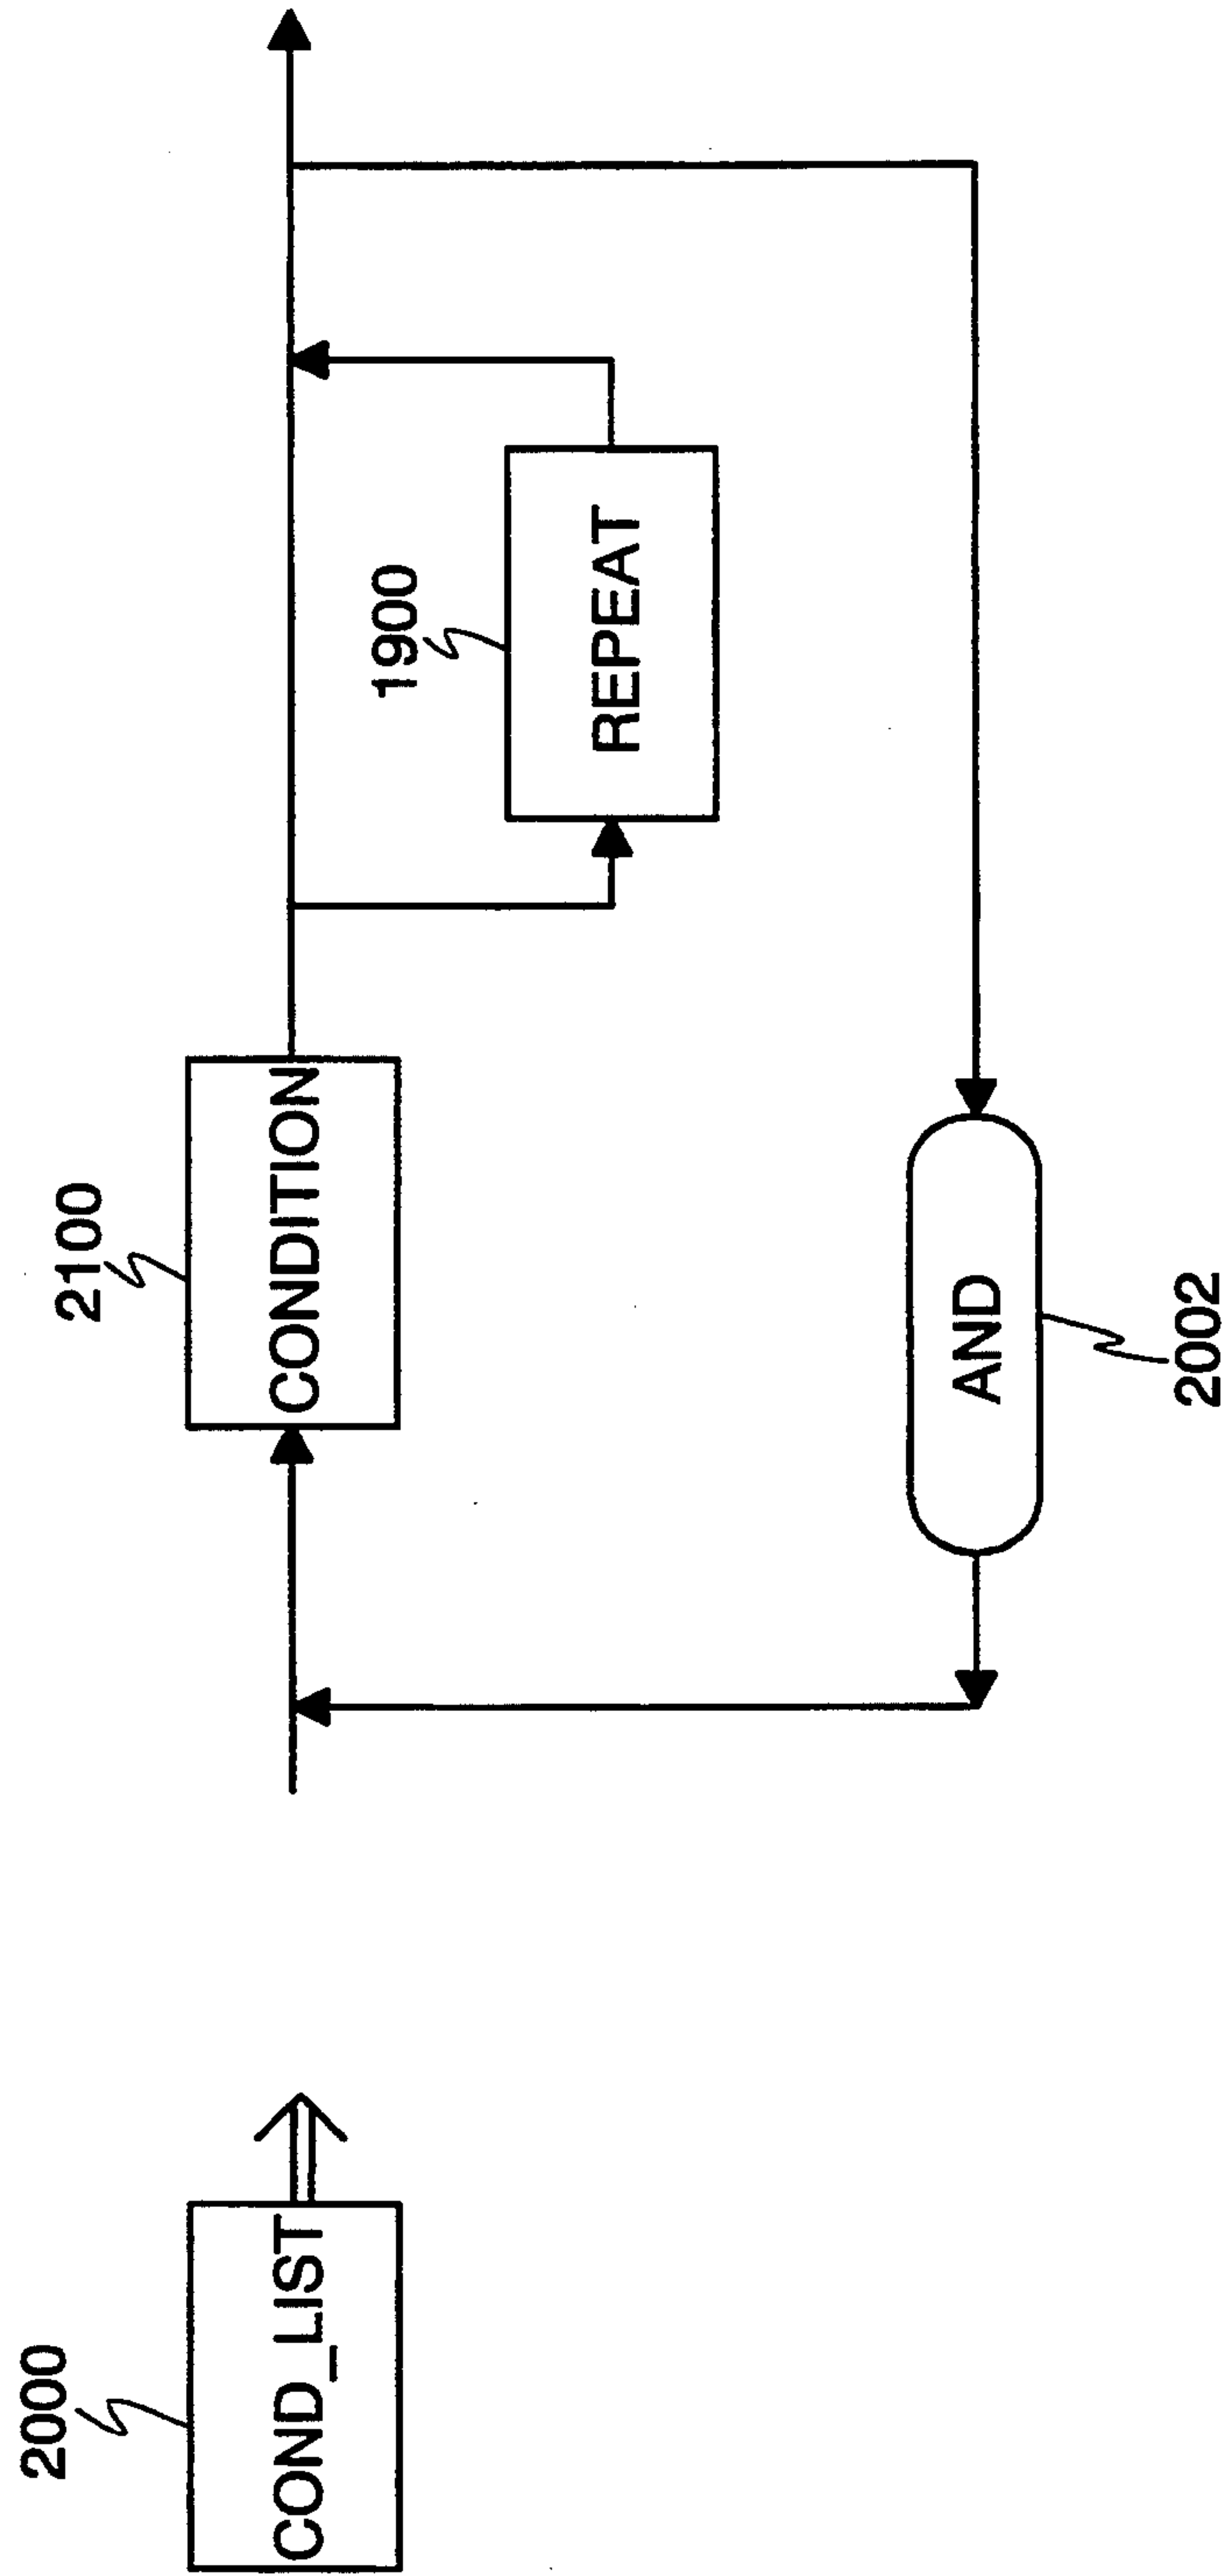 2000
COND_LIST
2100
CONDITION
1900
REPEAT
AND
2002